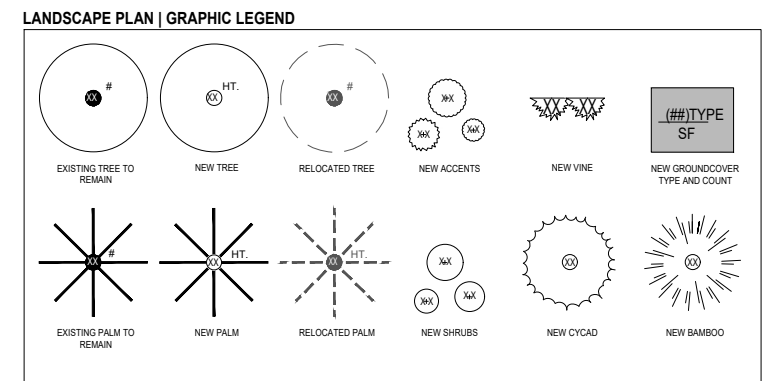 LANDSCAPE PLAN | GRAPHIC LEGEND
XX #
XX HT.
XX #
X+X
X+X X+X
XX XX
(##)TYPE
SF
EXISTING TREE TO
REMAIN
NEW TREE
RELOCATED TREE
NEW ACCENTS
NEW VINE
NEW GROUNDCOVER
TYPE AND COUNT
XX #
XX HT.
XX HT.
X+X
X+X X+X
XX
XX
EXISTING PALM TO
REMAIN
NEW PALM
RELOCATED PALM
NEW SHRUBS
NEW CYCAD
NEW BAMBOO